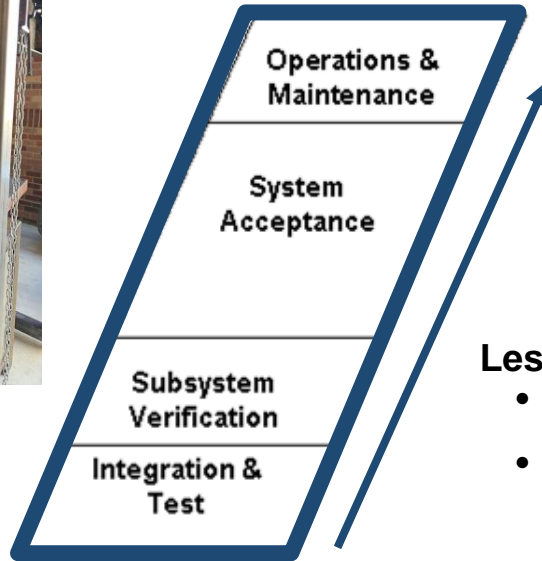 Operations &
Maintenance
System
Acceptance
Subsystem
Verification
Integration &
Test
Les
•
•